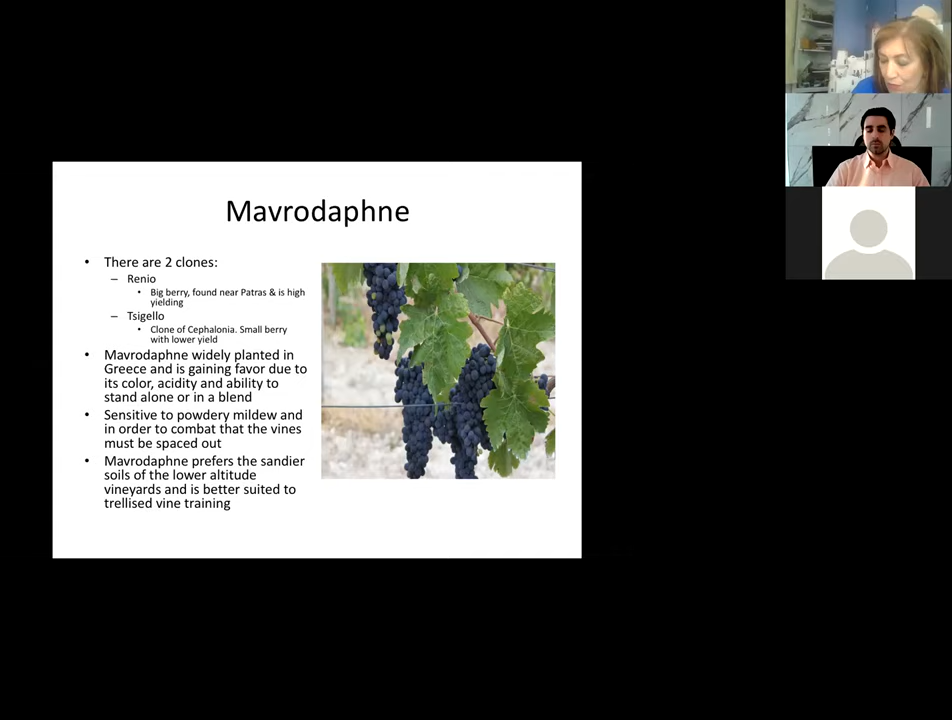 Mavrodaphne
• There are 2 clones:
– Renio
• Big berry, found near Patras & is high
yielding
– Tsigello
• Clone of Cephalonia. Small berry
with lower yield
• Mavrodaphne widely planted in
Greece and is gaining favor due to
its color, acidity and ability to
stand alone or in a blend
• Sensitive to powdery mildew and
in order to combat that the vines
must be spaced out
• Mavrodaphne prefers the sandier
soils of the lower altitude
vineyards and is better suited to
trellised vine training